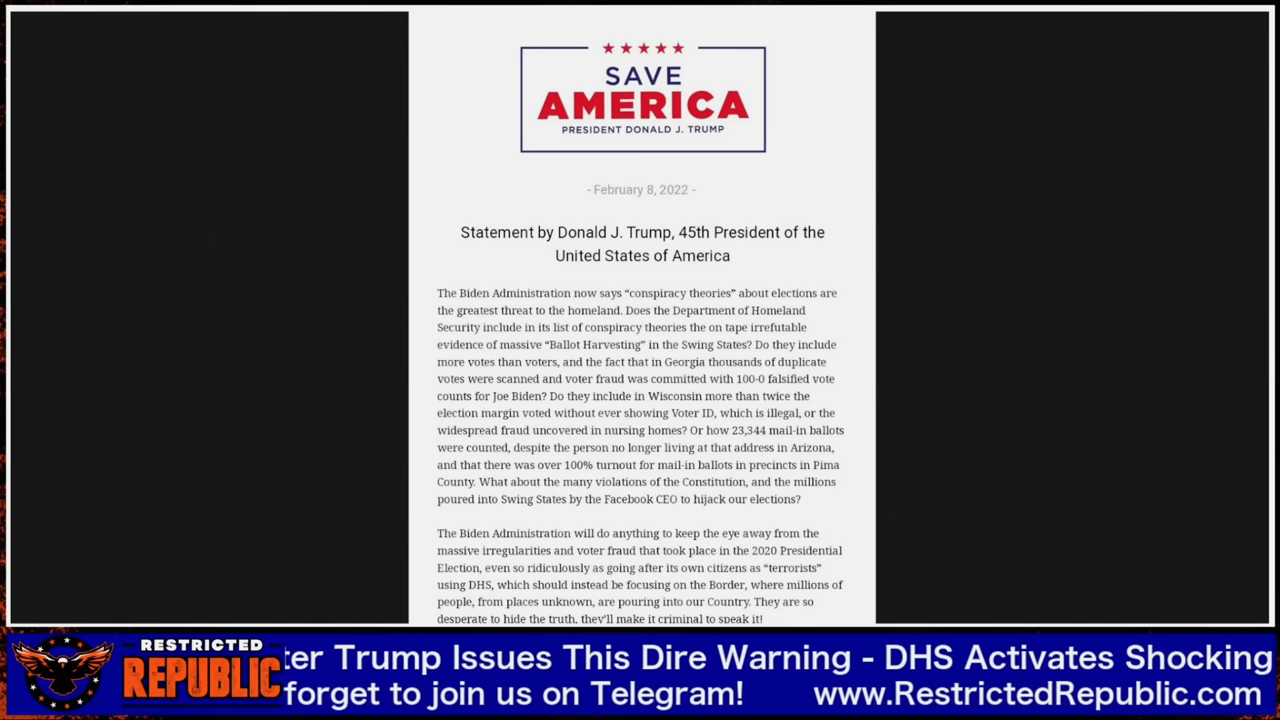 SAVE
AMERICA
PRESIDENT DONALD J. TRUMP
- February 8, 2022 -
Statement by Donald J. Trump, 45th President of the
United States of America
The Biden Administration now says “conspiracy theories” about elections are
the greatest threat to the homeland. Does the Department of Homeland
Security include in its list of conspiracy theories the on tape irrefutable
evidence of massive “Ballot Harvesting” in the Swing States? Do they include
more votes than voters, and the fact that in Georgia thousands of duplicate
votes were scanned and voter fraud was committed with 100-0 falsified vote
counts for Joe Biden? Do they include in Wisconsin more than twice the
election margin voted without ever showing Voter ID, which is illegal, or the
widespread fraud uncovered in nursing homes? Or how 23,344 mail-in ballots
were counted, despite the person no longer living at that address in Arizona,
and that there was over 100% turnout for mail-in ballots in precincts in Pima
County. What about the many violations of the Constitution, and the millions
poured into Swing States by the Facebook CEO to hijack our elections?
The Biden Administration will do anything to keep the eye away from the
massive irregularities and voter fraud that took place in the 2020 Presidential
Election, even so ridiculously as going after its own citizens as “terrorists”
using DHS, which should instead be focusing on the Border, where millions of
people, from places unknown, are pouring into our Country. They are so
desperate to hide the truth, they'll make it criminal to speak it!
RESTRICTED
REPUBLIC
ter Trump Issues This Dire Warning - DHS Activates Shocking
forget to join us on Telegram! www.RestrictedRepublic.com